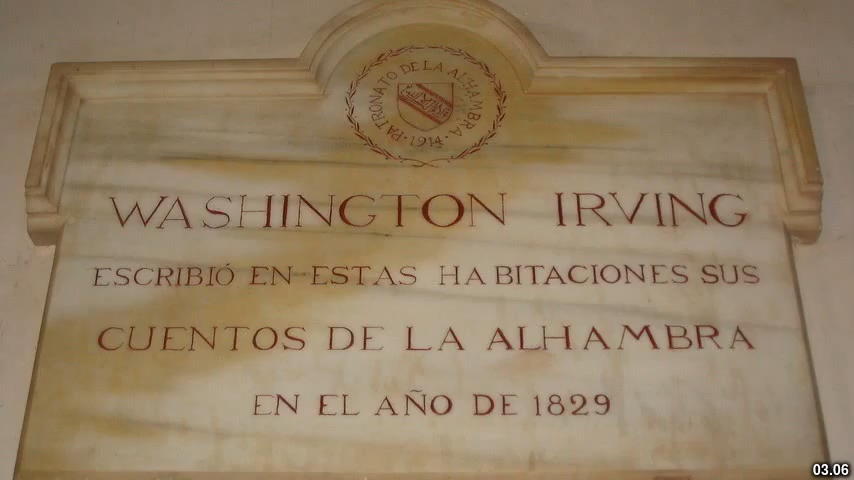 PATRONATO DE LA ALHAMBRA
· 1914 ·
WASHINGTON IRVING
ESCRIBIÓ EN ESTAS HABITACIONES SUS
CUENTOS DE LA ALHAMBRA
EN EL AÑO DE 1829
03.06